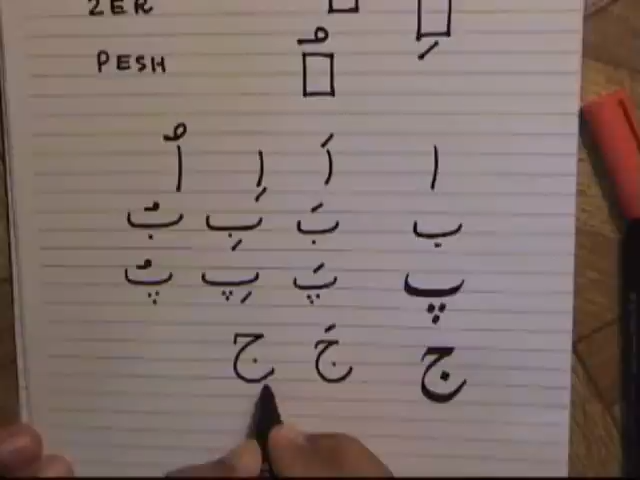 ZER
PESH
ا اَ اِ اُ
ب بَ بِ بُ
پ پَ پِ پُ
ج جَ ج